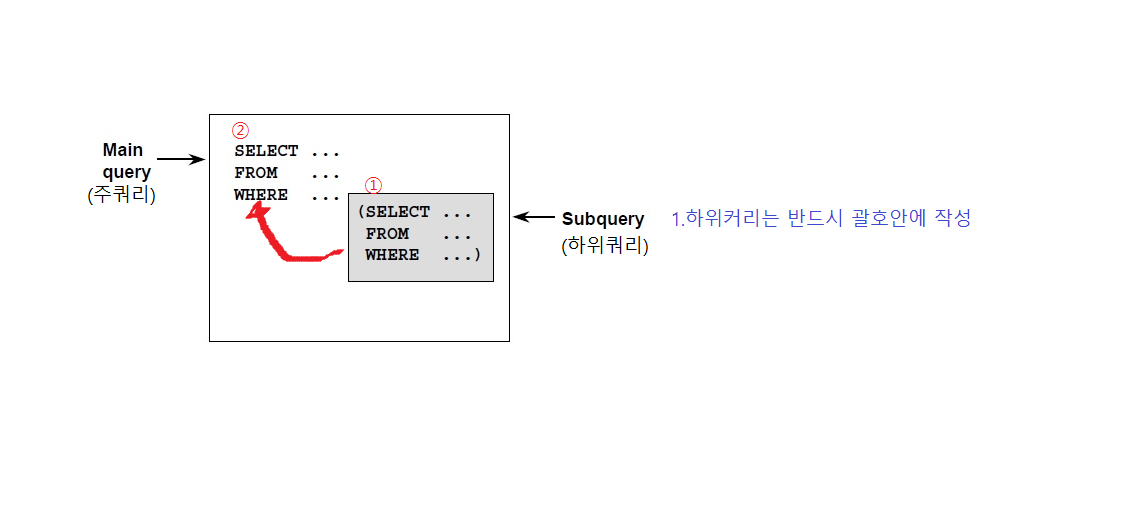 Main
query
(주쿼리)
②
SELECT ...
FROM ...
WHERE ...
①
(SELECT ...
FROM ...
WHERE ...)
Subquery
(하위쿼리)
1.하위커리는 반드시 괄호안에 작성